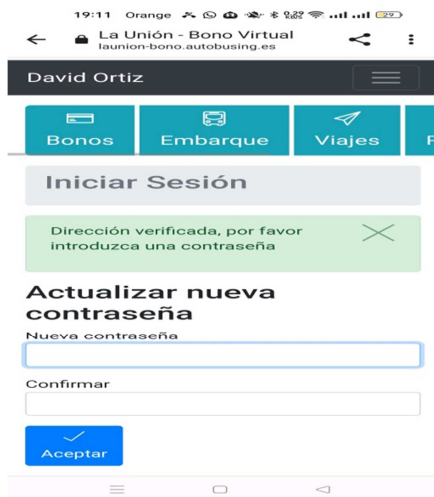 19:11 Orange 29
La Unión - Bono Virtual
launion-bono.autobusing.es
David Ortiz
Bonos Embarque Viajes
Iniciar Sesión
Dirección verificada, por favor
introduzca una contraseña
Actualizar nueva
contraseña
Nueva contraseña
Confirmar
Aceptar